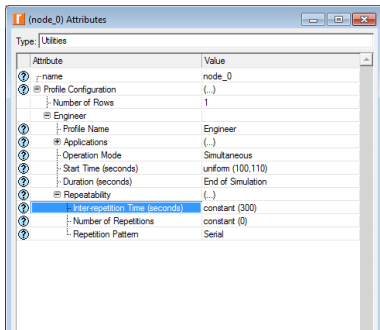 (node_0) Attributes
Type: Utilities
Attribute Value
name node_0
Profile Configuration (...)
Number of Rows 1
Engineer
Profile Name Engineer
Applications (...)
Operation Mode Simultaneous
Start Time (seconds) uniform (100,110)
Duration (seconds) End of Simulation
Repeatability (...)
Inter-repetition Time (seconds) constant (300)
Number of Repetitions constant (0)
Repetition Pattern Serial